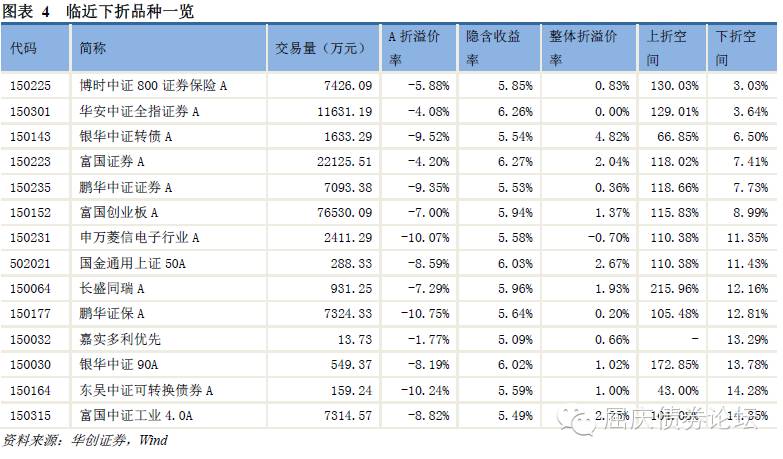 图表 4 临近下折品种一览
代码 简称 交易量（万元） A 折溢价率 隐含收益率 整体折溢价率 上折空间 下折空间
150225 博时中证 800 证券保险 A 7426.09 -5.88% 5.85% 0.83% 130.03% 3.03%
150301 华安中证全指证券 A 11631.19 -4.08% 6.26% 0.00% 129.01% 3.64%
150143 银华中证转债 A 1633.29 -9.52% 5.54% 4.82% 66.85% 6.50%
150223 富国证券 A 22125.51 -4.20% 6.27% 2.04% 118.02% 7.41%
150235 鹏华中证证券 A 7093.38 -9.35% 5.53% 0.36% 118.66% 7.73%
150152 富国创业板 A 76530.09 -7.00% 5.94% 1.37% 115.83% 8.99%
150231 申万菱信电子行业 A 2411.29 -10.07% 5.58% -0.70% 110.38% 11.35%
502021 国金通用上证 50A 288.33 -8.59% 6.03% 2.67% 110.38% 11.43%
150064 长盛同瑞 A 931.25 -7.29% 5.96% 1.93% 215.96% 12.16%
150177 鹏华证保 A 7324.33 -10.75% 5.64% 0.20% 105.48% 12.81%
150032 嘉实多利优先 13.73 -1.77% 5.09% 0.66% - 13.29%
150030 银华中证 90A 549.37 -8.19% 6.02% 1.02% 172.85% 13.78%
150164 东吴中证可转换债券 A 159.24 -10.24% 5.59% 1.00% 43.00% 14.28%
150315 富国中证工业 4.0A 7314.57 -8.82% 5.49%
屈庆债券论坛
资料来源：华创证券，Wind